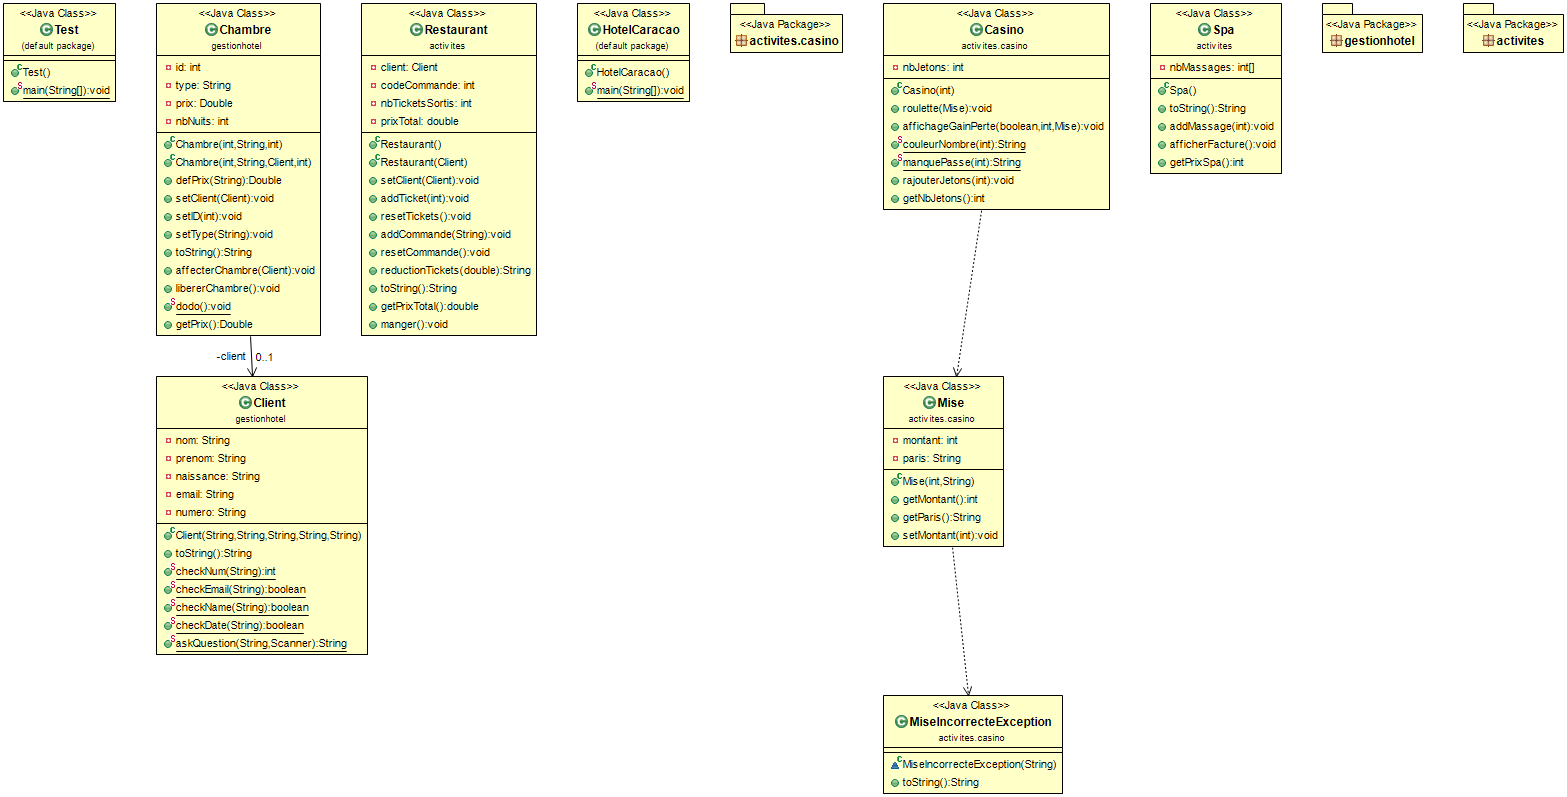 <<Java Class>>
Test
(default package)
Test()
main(String[]):void
<<Java Class>>
Chambre
gestionhotel
id: int
type: String
prix: Double
nbNuits: int
Chambre(int,String,int)
Chambre(int,String,Client,int)
defPrix(String):Double
setClient(Client):void
setID(int):void
setType(String):void
toString():String
affecterChambre(Client):void
libererChambre():void
dodo():void
getPrix():Double
-client
0..1
<<Java Class>>
Client
gestionhotel
nom: String
prenom: String
naissance: String
email: String
numero: String
Client(String,String,String,String,String)
toString():String
checkNum(String):int
checkEmail(String):boolean
checkName(String):boolean
checkDate(String):boolean
askQuestion(String,Scanner):String
<<Java Class>>
Restaurant
activites
client: Client
codeCommande: int
nbTicketsSortis: int
prixTotal: double
Restaurant()
Restaurant(Client)
setClient(Client):void
addTicket(int):void
resetTickets():void
addCommande(String):void
resetCommande():void
reductionTickets(double):String
toString():String
getPrixTotal():double
manger():void
<<Java Class>>
HotelCaracao
(default package)
HotelCaracao()
main(String[]):void
<<Java Package>>
activites.casino
<<Java Class>>
Casino
activites.casino
nbJetons: int
Casino(int)
roulette(Mise):void
affichageGainPerte(boolean,int,Mise):void
couleurNombre(int):String
manquePasse(int):String
rajouterJetons(int):void
getNbJetons():int
<<Java Class>>
Mise
activites.casino
montant: int
paris: String
Mise(int,String)
getMontant():int
getParis():String
setMontant(int):void
<<Java Class>>
MiseIncorrecteException
activites.casino
MiseIncorrecteException(String)
toString():String
<<Java Class>>
Spa
activites
nbMassages: int[]
Spa()
toString():String
addMassage(int):void
afficherFacture():void
getPrixSpa():int
<<Java Package>>
gestionhotel
<<Java Package>>
activites